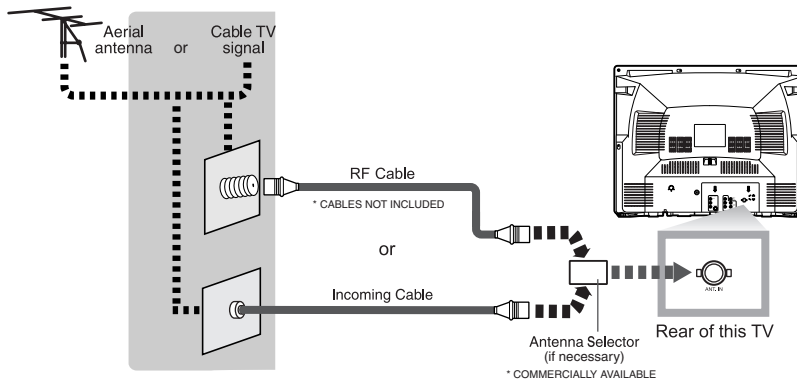 Aerial antenna or Cable TV signal
RF Cable
* CABLES NOT INCLUDED
or
Incoming Cable
ANT. IN
Rear of this TV
Antenna Selector
(if necessary)
* COMMERCIALLY AVAILABLE